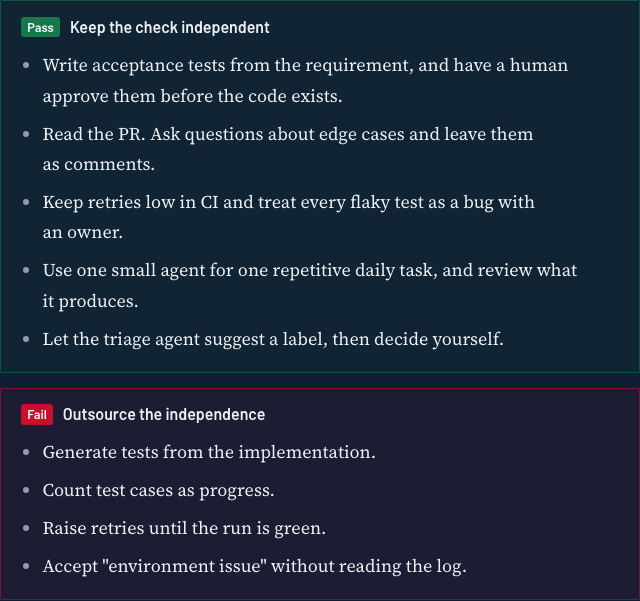 Pass Keep the check independent
Write acceptance tests from the requirement, and have a human
approve them before the code exists.
Read the PR. Ask questions about edge cases and leave them
as comments.
Keep retries low in CI and treat every flaky test as a bug with
an owner.
Use one small agent for one repetitive daily task, and review what
it produces.
Let the triage agent suggest a label, then decide yourself.
Fail Outsource the independence
Generate tests from the implementation.
Count test cases as progress.
Raise retries until the run is green.
Accept "environment issue" without reading the log.